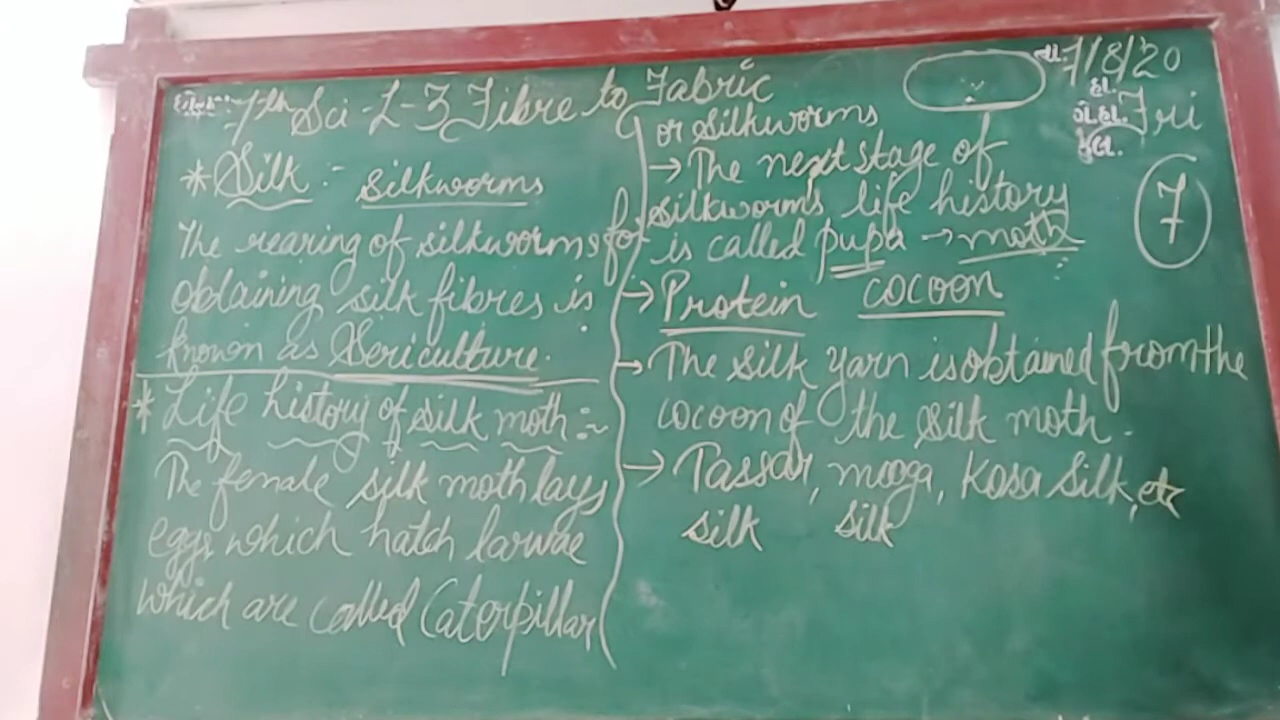 7th Sci - L-3 Fibre to Fabric
7/8/20
Fri
7
* Silk :- silkworms
The rearing of silkworms for
obtaining silk fibres is
known as Sericulture.
* Life history of silk moth :~
The female silk moth lays
eggs, which hatch larvae
which are called Caterpillar
or silkworms
→ The next stage of
silkworms life history
is called pupa → moth
→ Protein cocoon
→ The silk yarn is obtained from the
cocoon of the silk moth.
→ Tassar, mooga, Kosa Silk, etc
silk silk